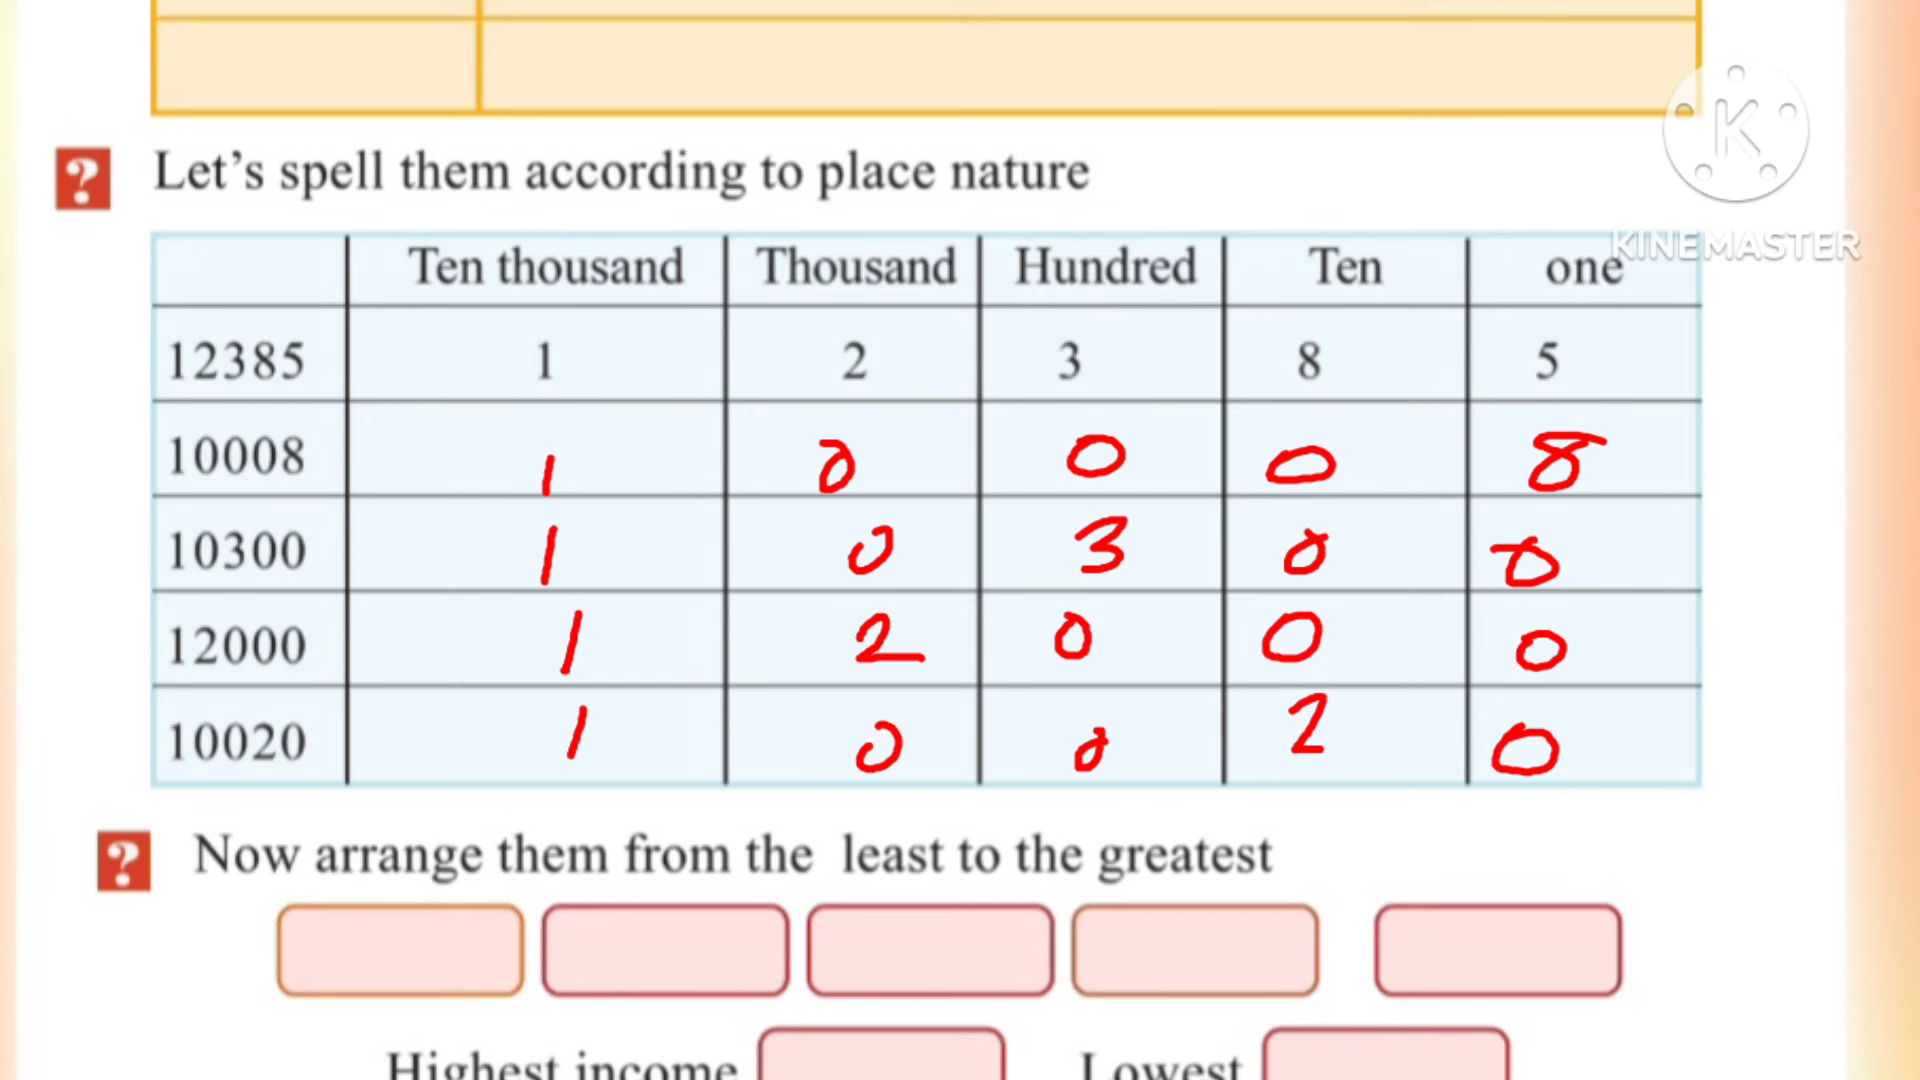 ? Let's spell them according to place nature
K
KINEMASTER
Ten thousand Thousand Hundred Ten one
12385 1 2 3 8 5
10008 1 0 0 0 8
10300 1 0 3 0 0
12000 1 2 0 0 0
10020 1 0 0 2 0
? Now arrange them from the least to the greatest
Highest income Lowest